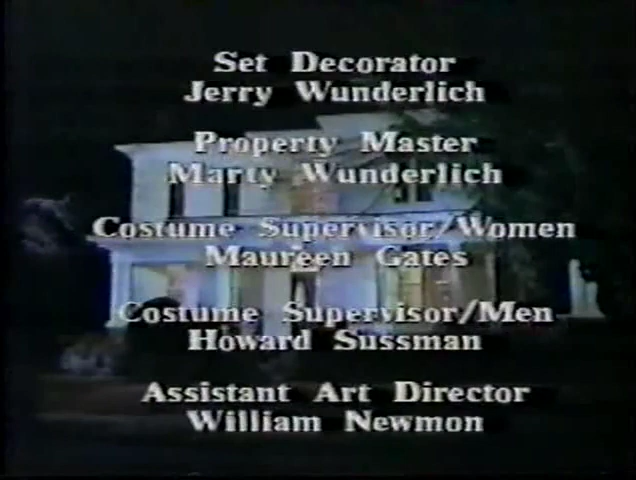 Set Decorator
Jerry Wunderlich
Property Master
Marty Wunderlich
Costume Supervisor/Women
Maureen Gates
Costume Supervisor/Men
Howard Sussman
Assistant Art Director
William Newmon